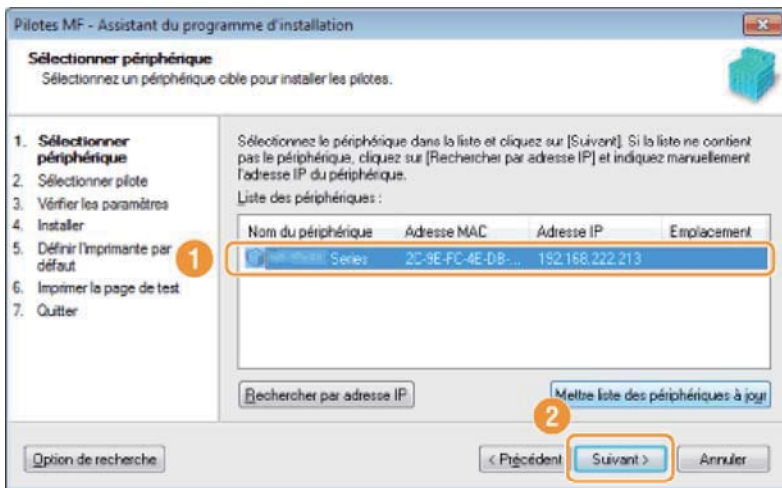 Pilotes MF - Assistant du programme d'installation
Sélectionner périphérique
Sélectionnez un périphérique cible pour installer les pilotes.
1. Sélectionner
périphérique
2. Sélectionner pilote
3. Vérifier les paramètres
4. Installer
5. Définir l'imprimante par
défaut
6. Imprimer la page de test
7. Quitter
Sélectionnez le périphérique dans la liste et cliquez sur [Suivant]. Si la liste ne contient
pas le périphérique, cliquez sur [Rechercher par adresse IP] et indiquez manuellement
l'adresse IP du périphérique.
Liste des périphériques :
Nom du périphérique Adresse MAC Adresse IP Emplacement
1 Series 2C-9E-FC-4E-DB-... 192.168.222.213
Rechercher par adresse IP Mettre liste des périphériques à jour
2
Option de recherche < Précédent Suivant > Annuler